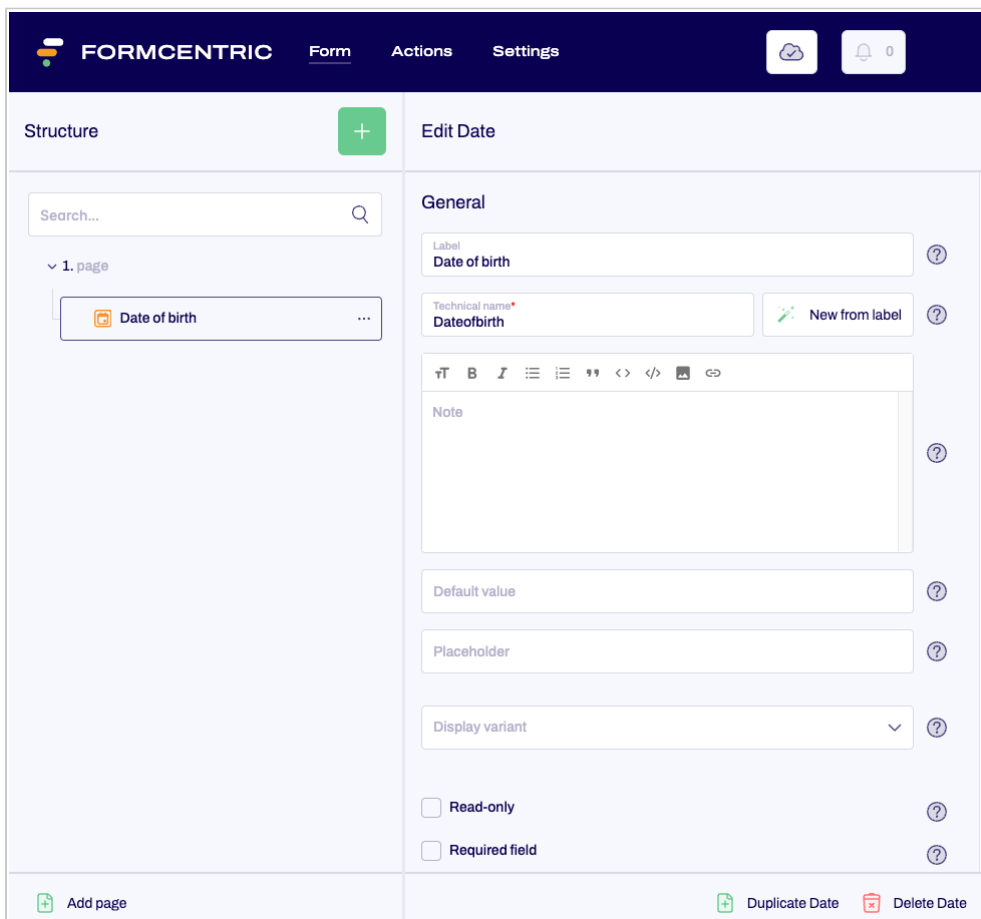 FORMCENTRIC Form Actions Settings 0
Structure
Edit Date
Search...
1. page
Date of birth
General
Label
Date of birth
Technical name*
Dateofbirth
New from label
Note
Default value
Placeholder
Display variant
Read-only
Required field
Add page
Duplicate Date
Delete Date